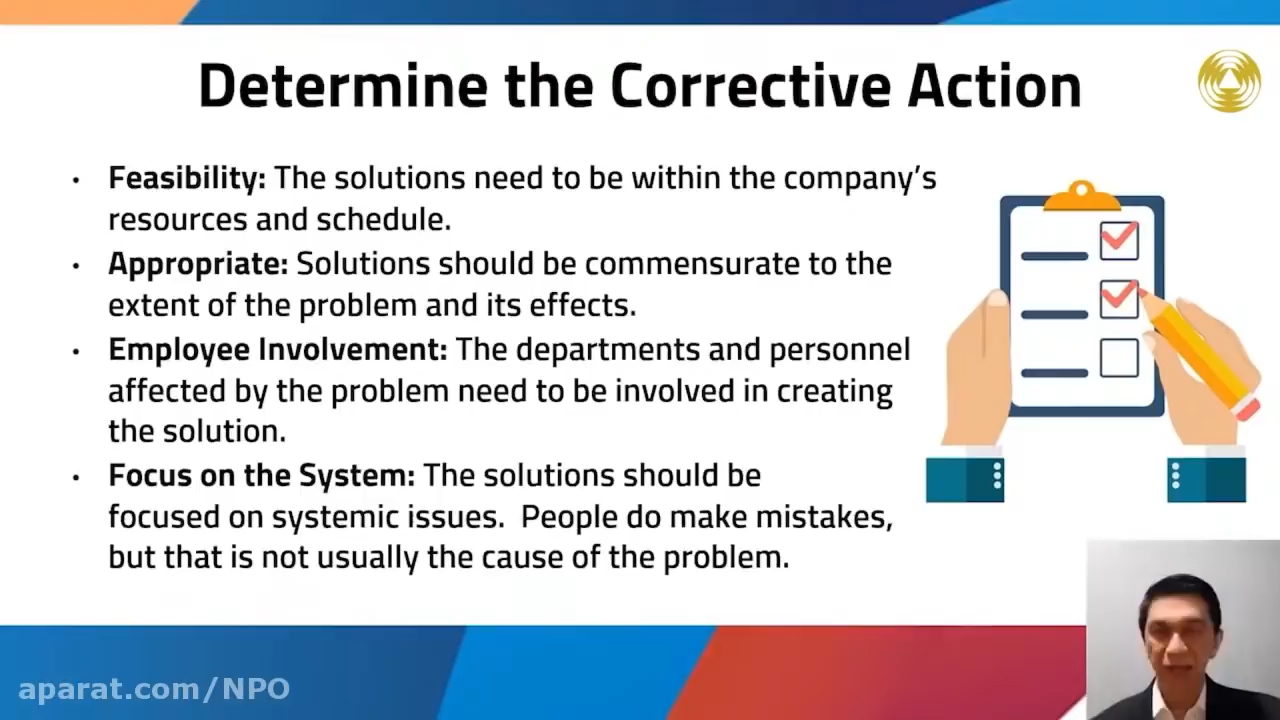 Determine the Corrective Action
• Feasibility: The solutions need to be within the company’s
resources and schedule.
• Appropriate: Solutions should be commensurate to the
extent of the problem and its effects.
• Employee Involvement: The departments and personnel
affected by the problem need to be involved in creating
the solution.
• Focus on the System: The solutions should be
focused on systemic issues.  People do make mistakes,
but that is not usually the cause of the problem.
aparat.com/NPO